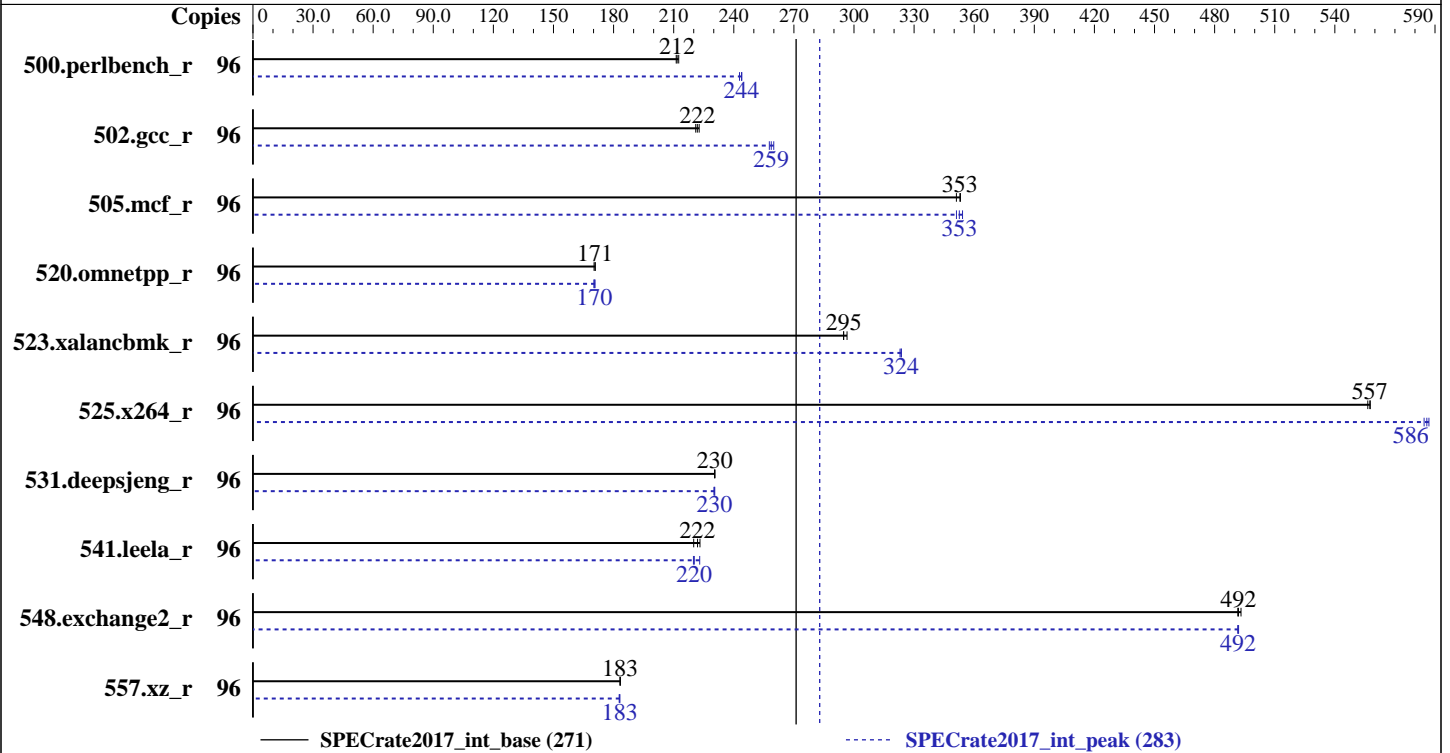 Copies 0 30.0 60.0 90.0 120 150 180 210 240 270 300 330 360 390 420 450 480 510 540 590
212
500.perlbench_r 96
244
222
502.gcc_r 96
259
353
505.mcf_r 96
353
171
520.omnetpp_r 96
170
295
523.xalancbmk_r 96
324
557
525.x264_r 96
586
230
531.deepsjeng_r 96
230
222
541.leela_r 96
220
492
548.exchange2_r 96
492
183
557.xz_r 96
183
SPECrate2017_int_base (271) SPECrate2017_int_peak (283)